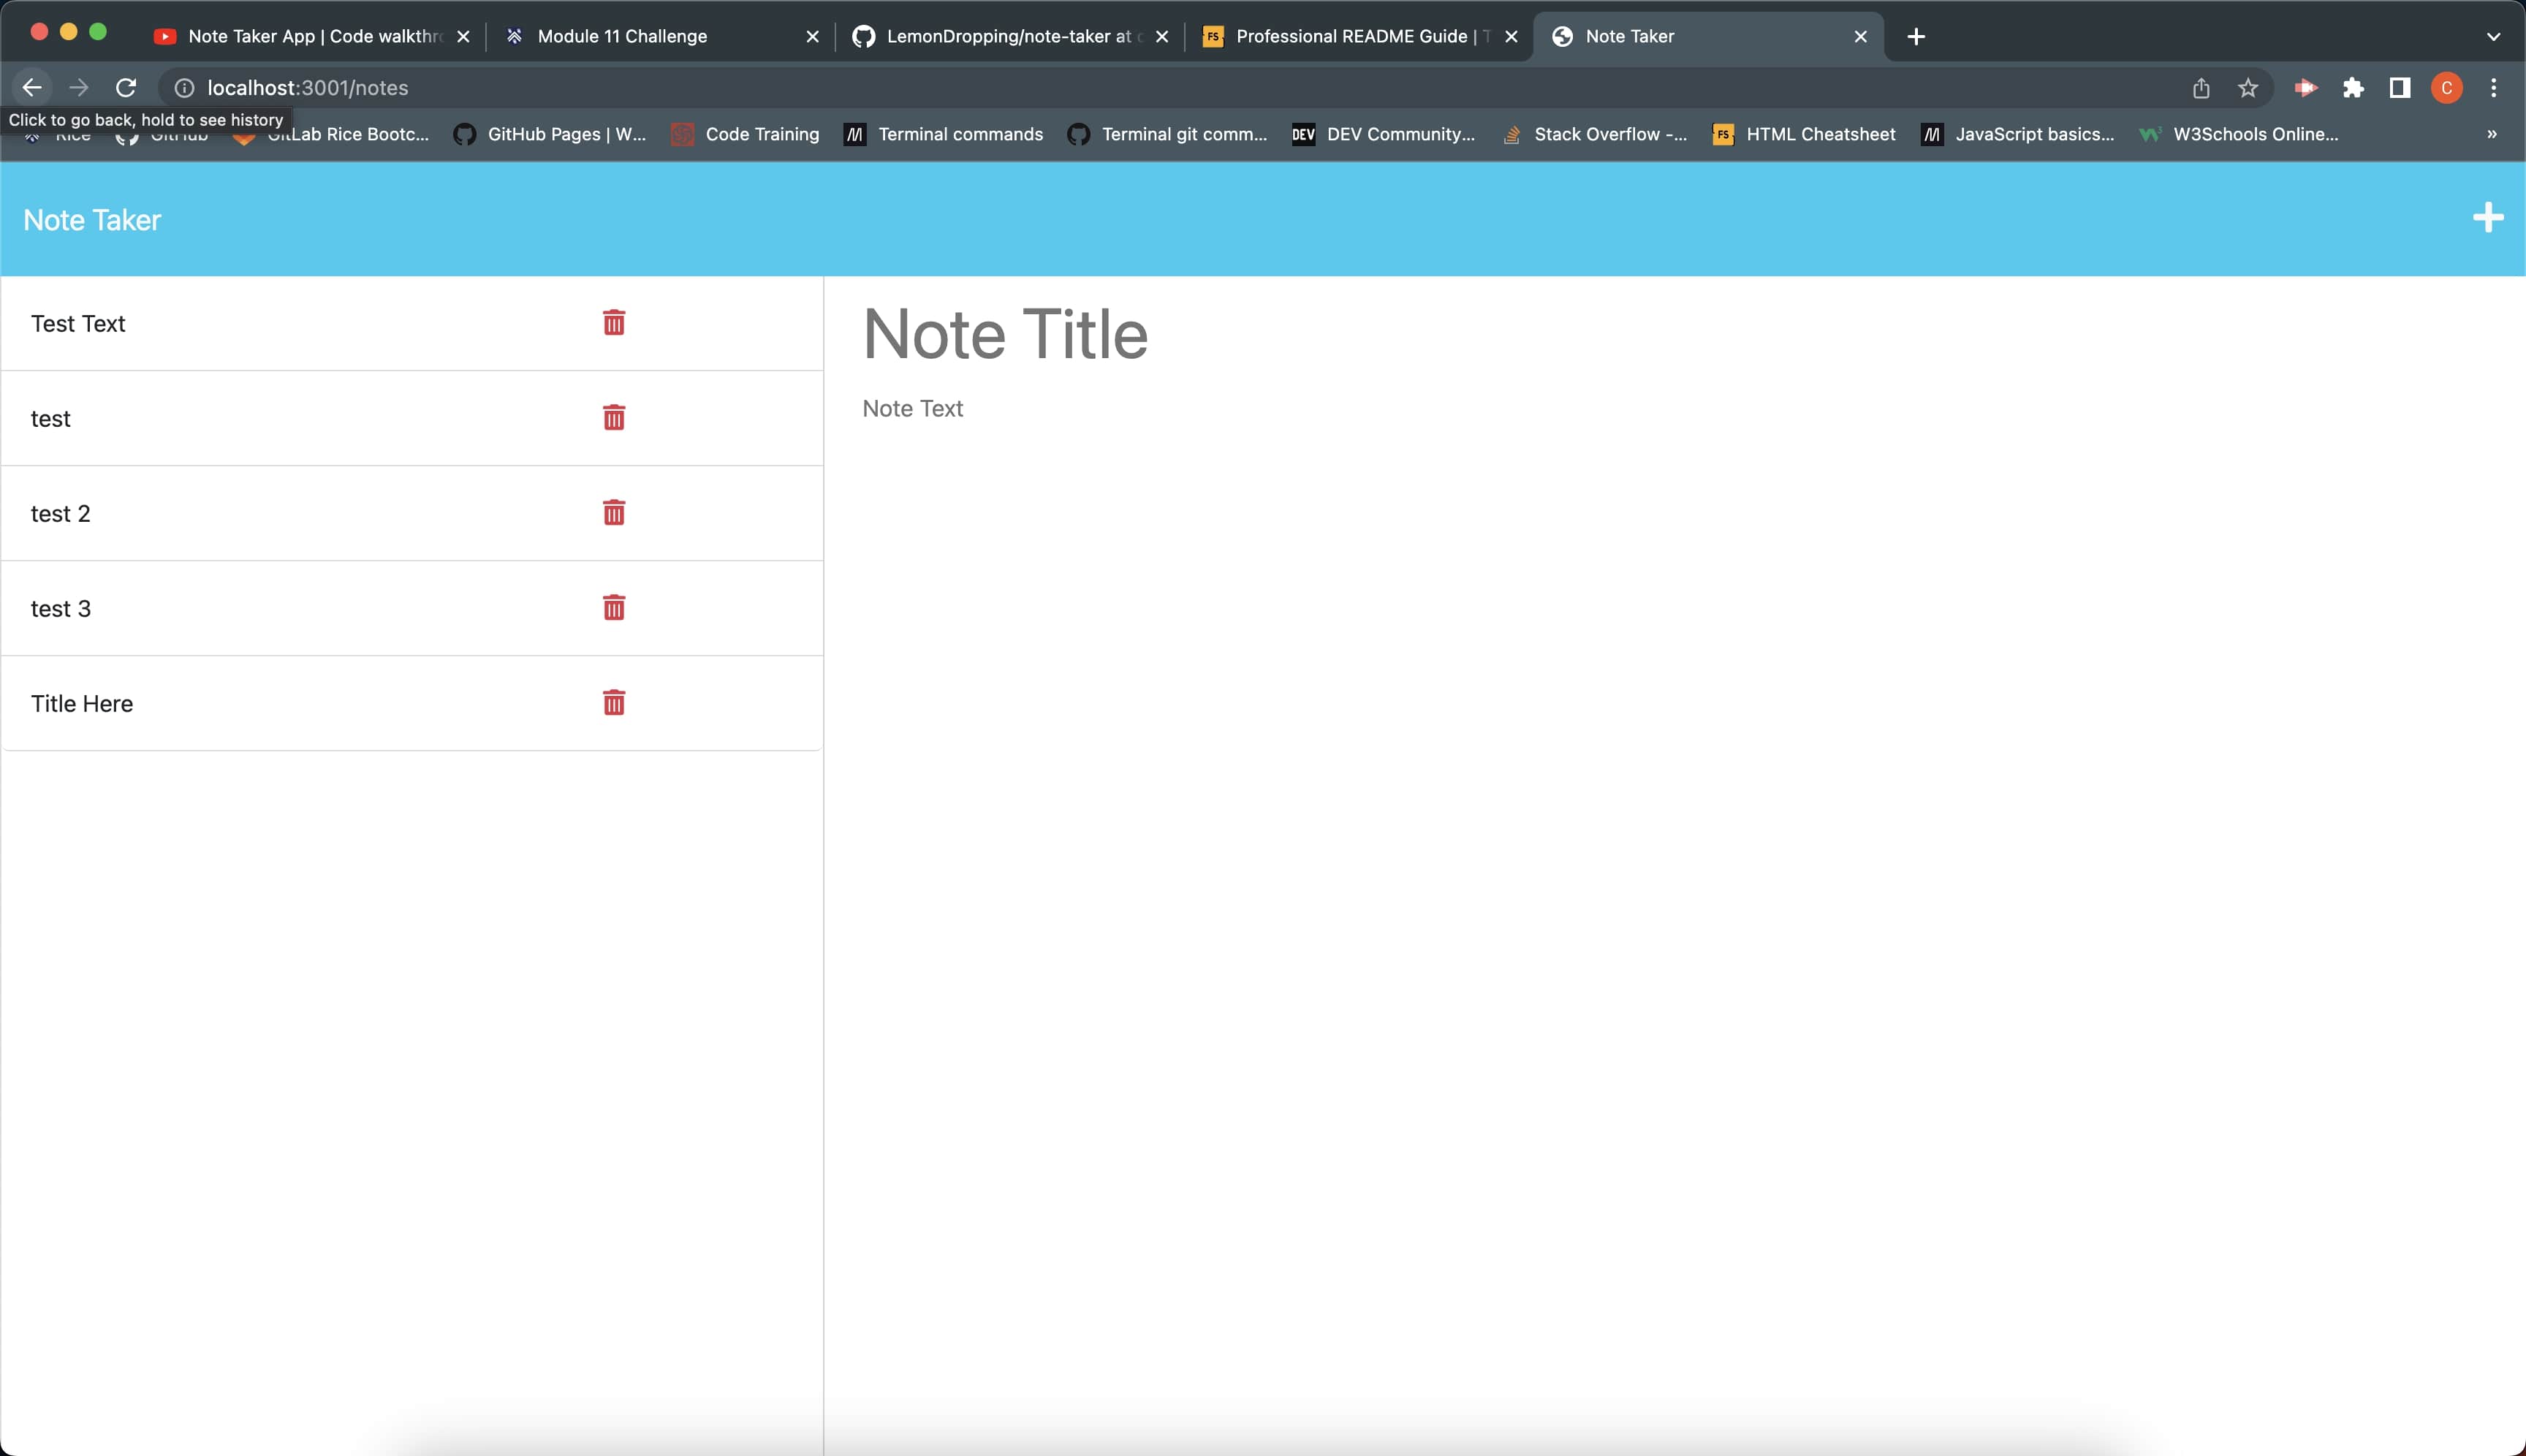 Note Taker App | Code walkthr
Module 11 Challenge
LemonDropping/note-taker at
Professional README Guide |
Note Taker
localhost:3001/notes
C
Click to go back, hold to see history
Rice
GitHub
GitLab Rice Bootc...
GitHub Pages | W...
Code Training
Terminal commands
Terminal git comm...
DEV
DEV Community...
Stack Overflow -...
FS
HTML Cheatsheet
JavaScript basics...
W3Schools Online...
Note Taker
Test Text
test
test 2
test 3
Title Here
Note Title
Note Text